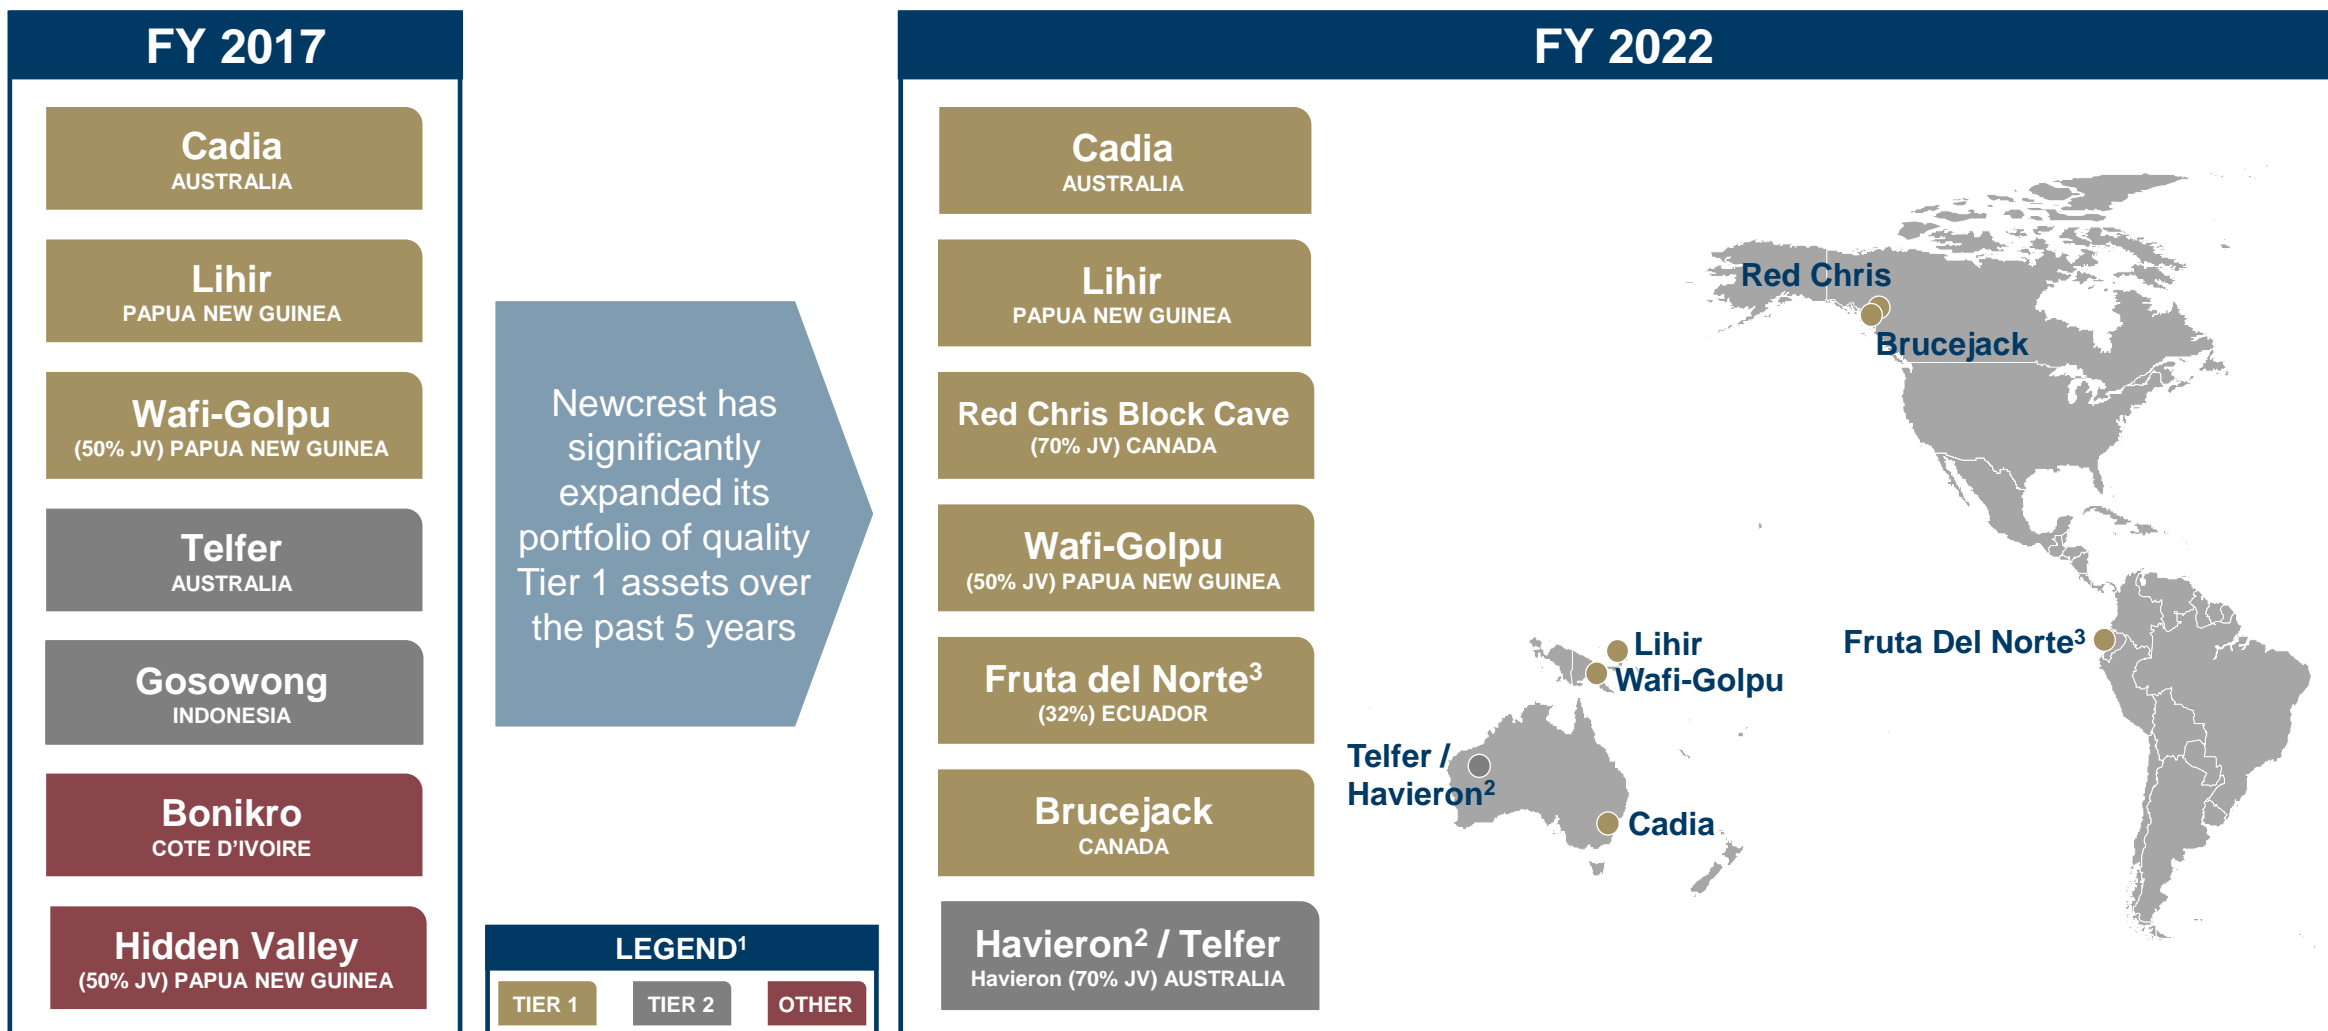 FY 2017
Cadia
AUSTRALIA
Lihir
PAPUA NEW GUINEA
Wafi-Golpu
(50% JV) PAPUA NEW GUINEA
Telfer
AUSTRALIA
Gosowong
INDONESIA
Bonikro
COTE D'IVOIRE
Hidden Valley
(50% JV) PAPUA NEW GUINEA
Newcrest has
significantly
expanded its
portfolio of quality
Tier 1 assets over
the past 5 years
LEGEND¹
TIER 1
TIER 2
OTHER
FY 2022
Cadia
AUSTRALIA
Lihir
PAPUA NEW GUINEA
Red Chris Block Cave
(70% JV) CANADA
Wafi-Golpu
(50% JV) PAPUA NEW GUINEA
Fruta del Norte³
(32%) ECUADOR
Brucejack
CANADA
Havieron² / Telfer
Havieron (70% JV) AUSTRALIA
Red Chris
Brucejack
Fruta Del Norte³
Lihir
Wafi-Golpu
Telfer /
Havieron²
Cadia